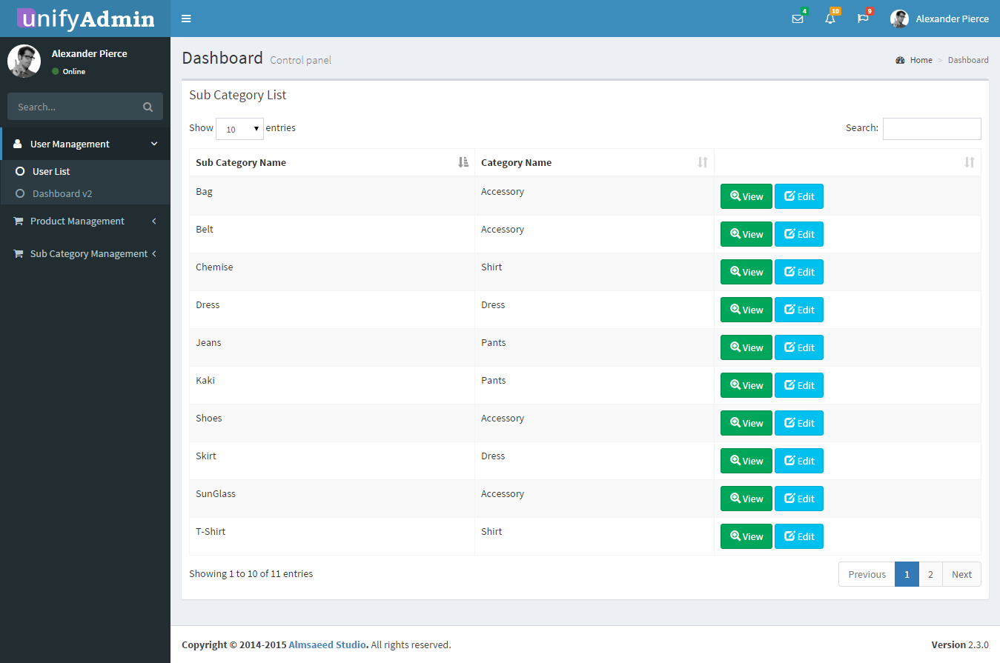 unifyAdmin
4
10
9
Alexander Pierce
Alexander Pierce
Online
Search...
User Management
User List
Dashboard v2
Product Management
Sub Category Management
Dashboard Control panel
Home > Dashboard
Sub Category List
Show 10 entries
Search:
Sub Category Name Category Name
Bag Accessory View Edit
Belt Accessory View Edit
Chemise Shirt View Edit
Dress Dress View Edit
Jeans Pants View Edit
Kaki Pants View Edit
Shoes Accessory View Edit
Skirt Dress View Edit
SunGlass Accessory View Edit
T-Shirt Shirt View Edit
Showing 1 to 10 of 11 entries
Previous 1 2 Next
Copyright © 2014-2015 Almsaeed Studio. All rights reserved.
Version 2.3.0